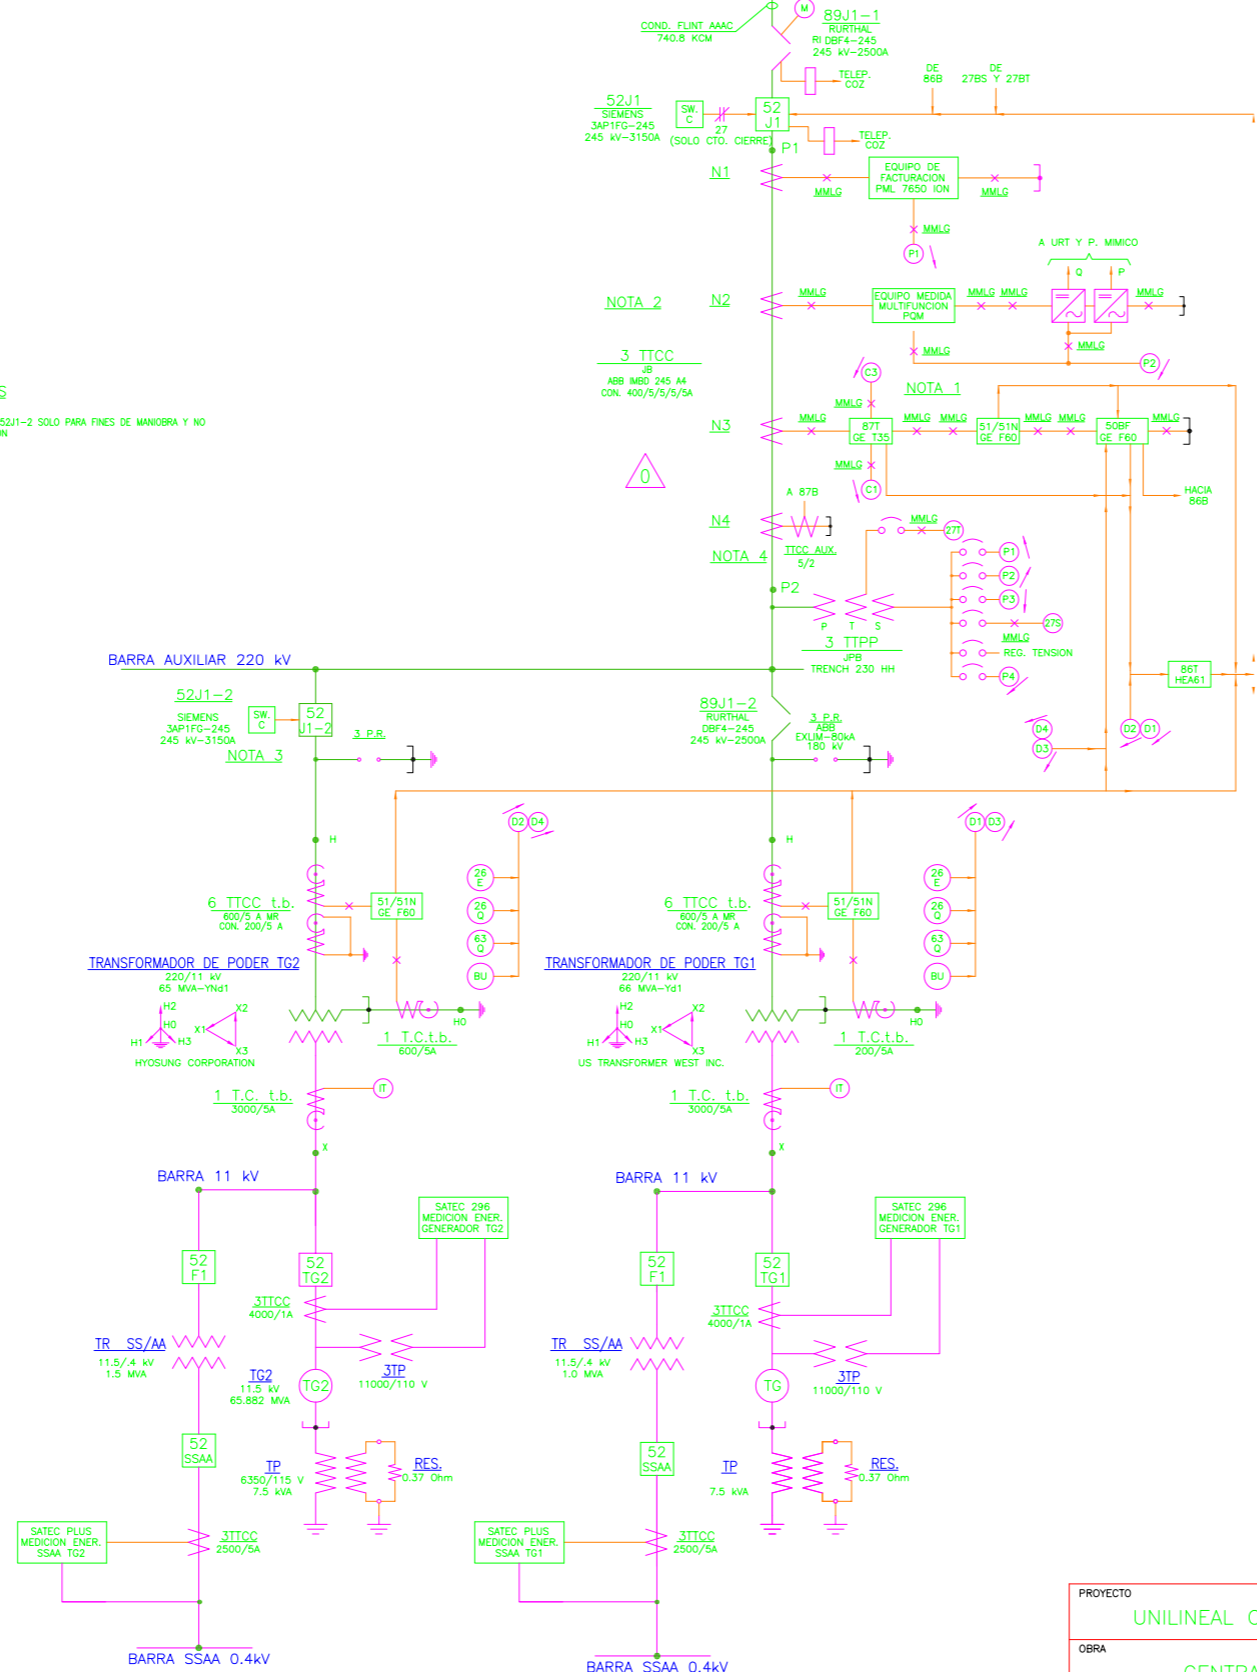 COND. FLINT AAAC
740.8 KCM
M
89J1-1
RURTHAL
RI DBF4-245
245 kV-2500A
TELEP.
COZ
DE
86B
DE
27BS Y 27BT
52J1
SIEMENS
3AP1FG-245
245 kV-3150A
SW.
C
27
(SOLO CTO. CIERRE)
52
J1
TELEP.
COZ
P1
N1
MMLG
EQUIPO DE
FACTURACION
PML 7650 ION
MMLG
MMLG
P1
A URT Y P. MIMICO
Q
P
NOTA 2
N2
MMLG
EQUIPO MEDIDA
MULTIFUNCION
PQM
MMLG
MMLG
MMLG
MMLG
MMLG
P2
3 TTCC
JB
ABB IMBD 245 A4
CON. 400/5/5/5/5A
C3
NOTA 1
MMLG
N3
MMLG
87T
GE T35
MMLG
MMLG
51/51N
GE F60
MMLG
MMLG
50BF
GE F60
MMLG
MMLG
C1
HACIA
86B
S
52J1-2 SOLO PARA FINES DE MANIOBRA Y NO
N
0
A 87B
N4
TTCC AUX.
5/2
NOTA 4
MMLG
27T
P1
P2
P3
27S
MMLG
REG. TENSION
P4
P2
P
T
S
3 TTPP
JPB
TRENCH 230 HH
86T
HEA61
BARRA AUXILIAR 220 kV
52J1-2
SIEMENS
3AP1FG-245
245 kV-3150A
SW.
C
52
J1-2
NOTA 3
3 P.R.
89J1-2
RURTHAL
DBF4-245
245 kV-2500A
3 P.R.
ABB
EXLIM-80kA
180 kV
D4
D3
D2
D1
H
D2
D4
26
E
26
Q
63
Q
BU
6 TTCC t.b.
600/5 A MR
CON. 200/5 A
51/51N
GE F60
H
D1
D3
26
E
26
Q
63
Q
BU
6 TTCC t.b.
600/5 A MR
CON. 200/5 A
51/51N
GE F60
TRANSFORMADOR DE PODER TG2
220/11 kV
65 MVA-YNd1
H2
H0
H1
H3
X2
X1
X3
HYOSUNG CORPORATION
H0
1 T.C.t.b.
600/5A
TRANSFORMADOR DE PODER TG1
220/11 kV
66 MVA-Yd1
H2
H0
H1
H3
X2
X1
X3
US TRANSFORMER WEST INC.
H0
1 T.C.t.b.
200/5A
1 T.C. t.b.
3000/5A
IT
X
1 T.C. t.b.
3000/5A
IT
X
BARRA 11 kV
BARRA 11 kV
SATEC 296
MEDICION ENER.
GENERADOR TG2
SATEC 296
MEDICION ENER.
GENERADOR TG1
52
F1
52
TG2
52
F1
52
TG1
3TTCC
4000/1A
3TTCC
4000/1A
TR SS/AA
11.5/.4 kV
1.5 MVA
TG2
11.5 kV
65.882 MVA
TG2
3TP
11000/110 V
TR SS/AA
11.5/.4 kV
1.0 MVA
TG
3TP
11000/110 V
52
SSAA
TP
6350/115 V
7.5 kVA
RES.
0.37 Ohm
52
SSAA
TP
7.5 kVA
RES.
0.37 Ohm
SATEC PLUS
MEDICION ENER.
SSAA TG2
3TTCC
2500/5A
SATEC PLUS
MEDICION ENER.
SSAA TG1
3TTCC
2500/5A
BARRA SSAA 0.4kV
BARRA SSAA 0.4kV
PROYECTO
UNILINEAL C
OBRA
CENTRA